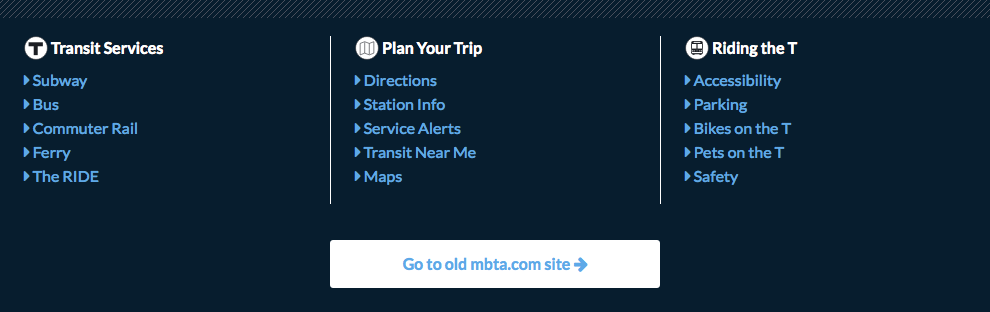 Transit Services
Subway
Bus
Commuter Rail
Ferry
The RIDE
Plan Your Trip
Directions
Station Info
Service Alerts
Transit Near Me
Maps
Riding the T
Accessibility
Parking
Bikes on the T
Pets on the T
Safety
Go to old mbta.com site